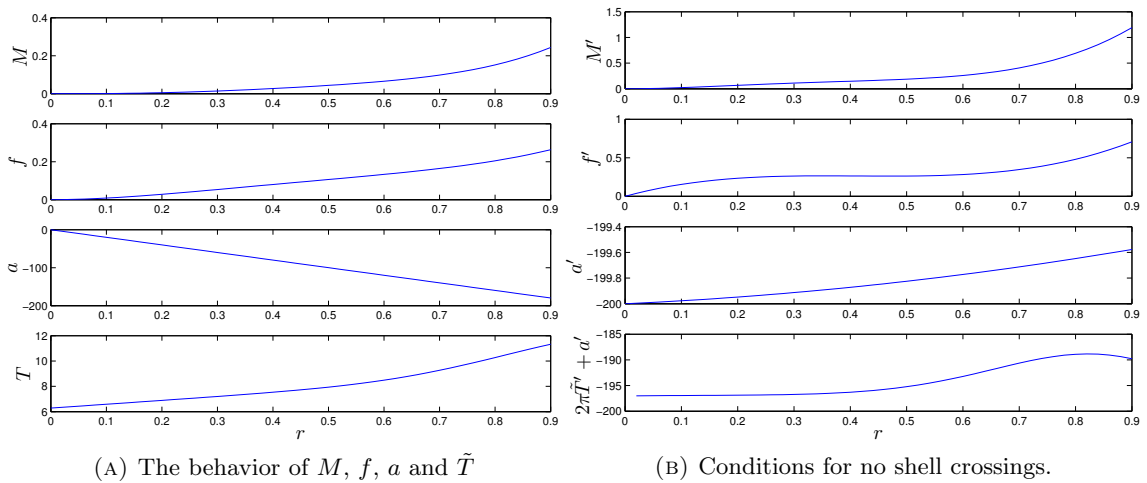 0.4
0.2
0
M
0 0.1 0.2 0.3 0.4 0.5 0.6 0.7 0.8 0.9
0.4
0.2
0
f
0 0.1 0.2 0.3 0.4 0.5 0.6 0.7 0.8 0.9
0
−100
−200
a
0 0.1 0.2 0.3 0.4 0.5 0.6 0.7 0.8 0.9
12
10
8
6
T
0 0.1 0.2 0.3 0.4 0.5 0.6 0.7 0.8 0.9
r
(A) The behavior of M, f, a and T̃
1.5
1
0.5
0
M′
0 0.1 0.2 0.3 0.4 0.5 0.6 0.7 0.8 0.9
1
0.5
0
f′
0 0.1 0.2 0.3 0.4 0.5 0.6 0.7 0.8 0.9
−199.4
−199.6
−199.8
−200
a′
0 0.1 0.2 0.3 0.4 0.5 0.6 0.7 0.8 0.9
−185
−190
−195
−200
2πT̃′ + a′
0 0.1 0.2 0.3 0.4 0.5 0.6 0.7 0.8 0.9
r
(B) Conditions for no shell crossings.